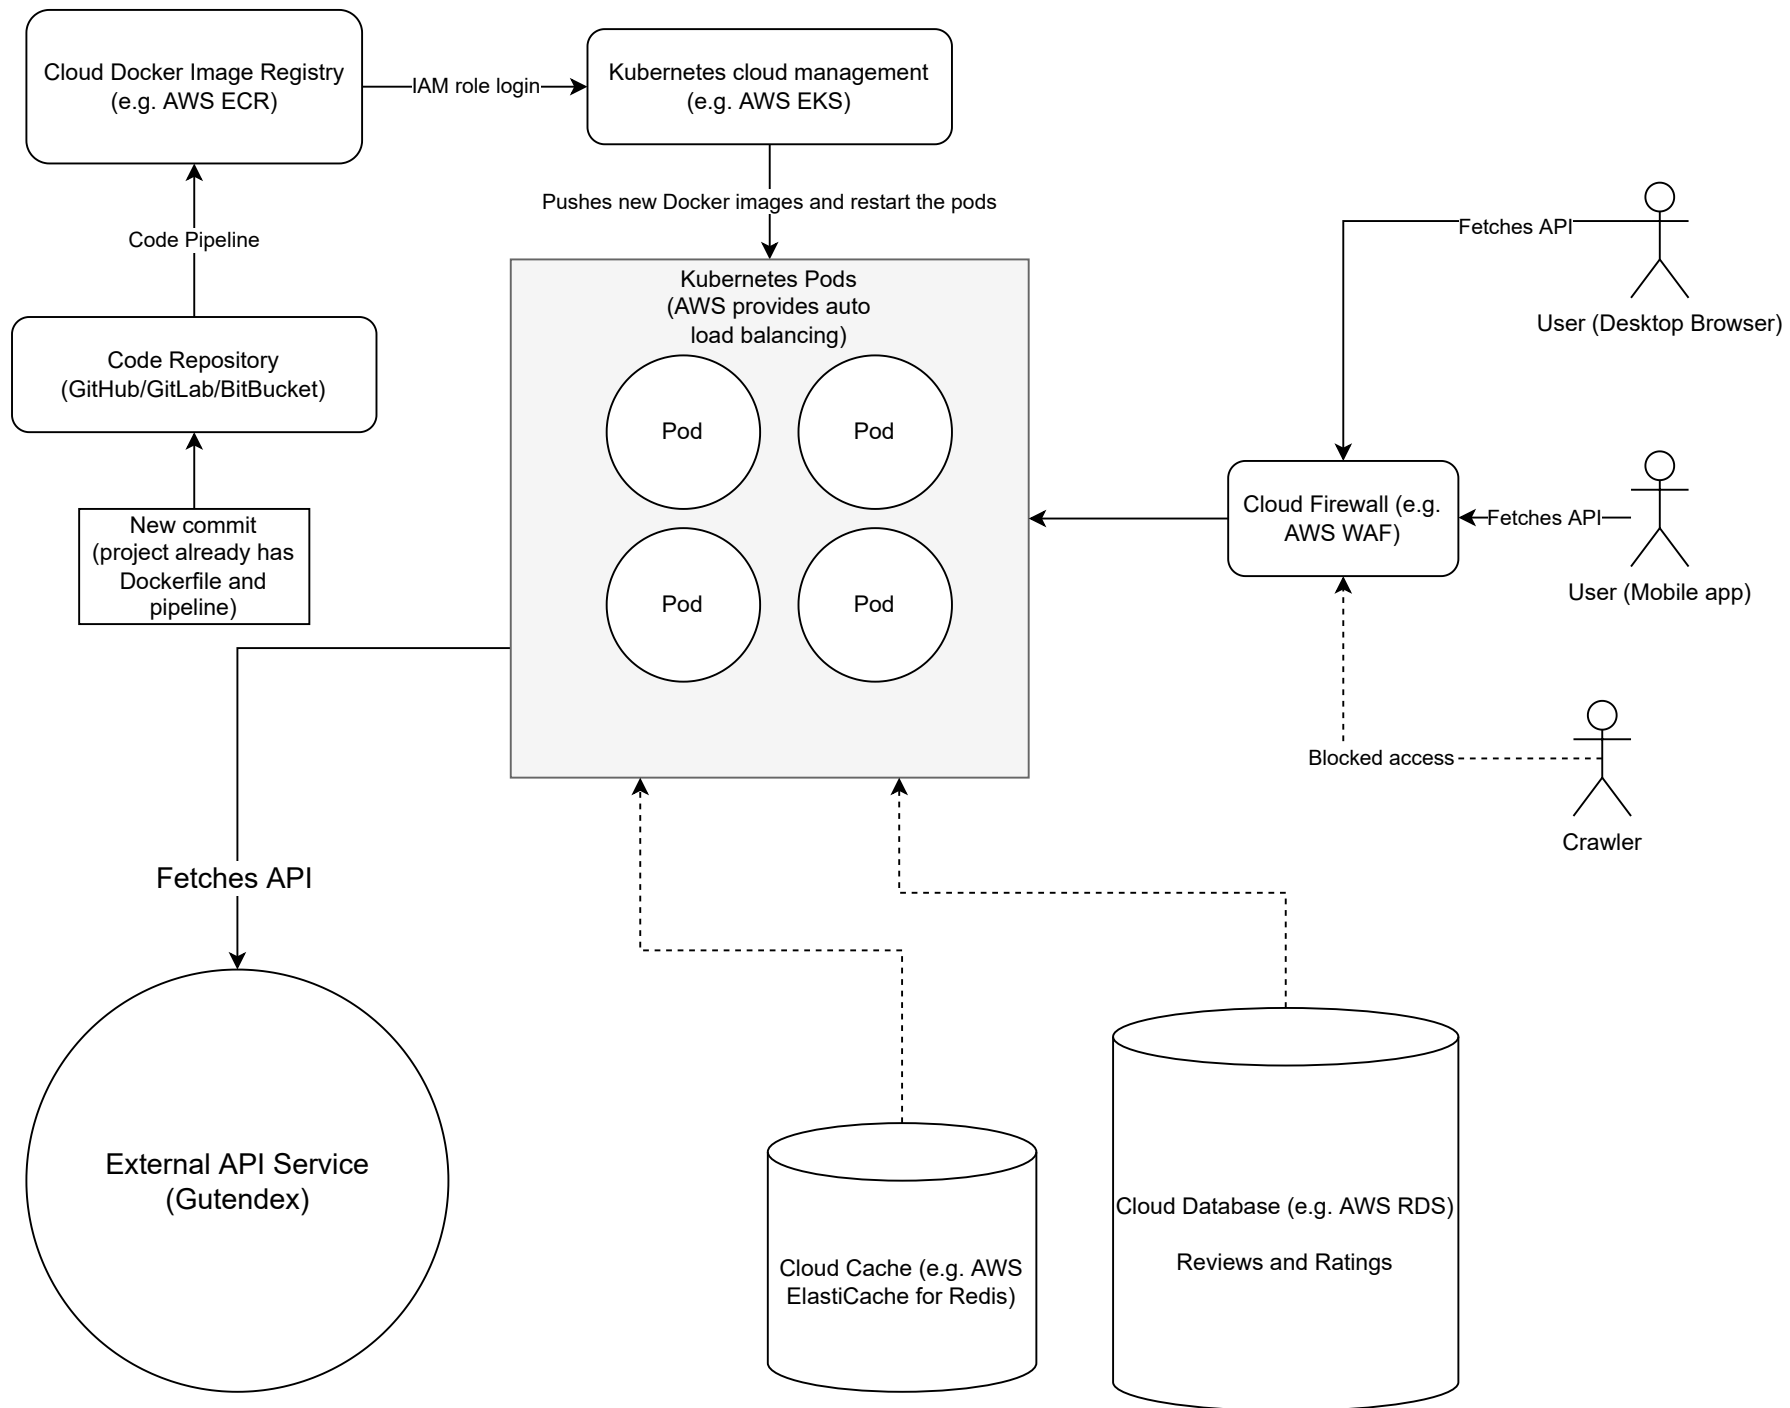 Cloud Docker Image Registry
(e.g. AWS ECR)
IAM role login
Kubernetes cloud management
(e.g. AWS EKS)
Pushes new Docker images and restart the pods
Code Pipeline
Code Repository
(GitHub/GitLab/BitBucket)
New commit
(project already has
Dockerfile and
pipeline)
Kubernetes Pods
(AWS provides auto
load balancing)
Pod
Pod
Pod
Pod
Fetches API
User (Desktop Browser)
Cloud Firewall (e.g.
AWS WAF)
Fetches API
User (Mobile app)
Blocked access
Crawler
Fetches API
External API Service
(Gutendex)
Cloud Cache (e.g. AWS
ElastiCache for Redis)
Cloud Database (e.g. AWS RDS)
Reviews and Ratings